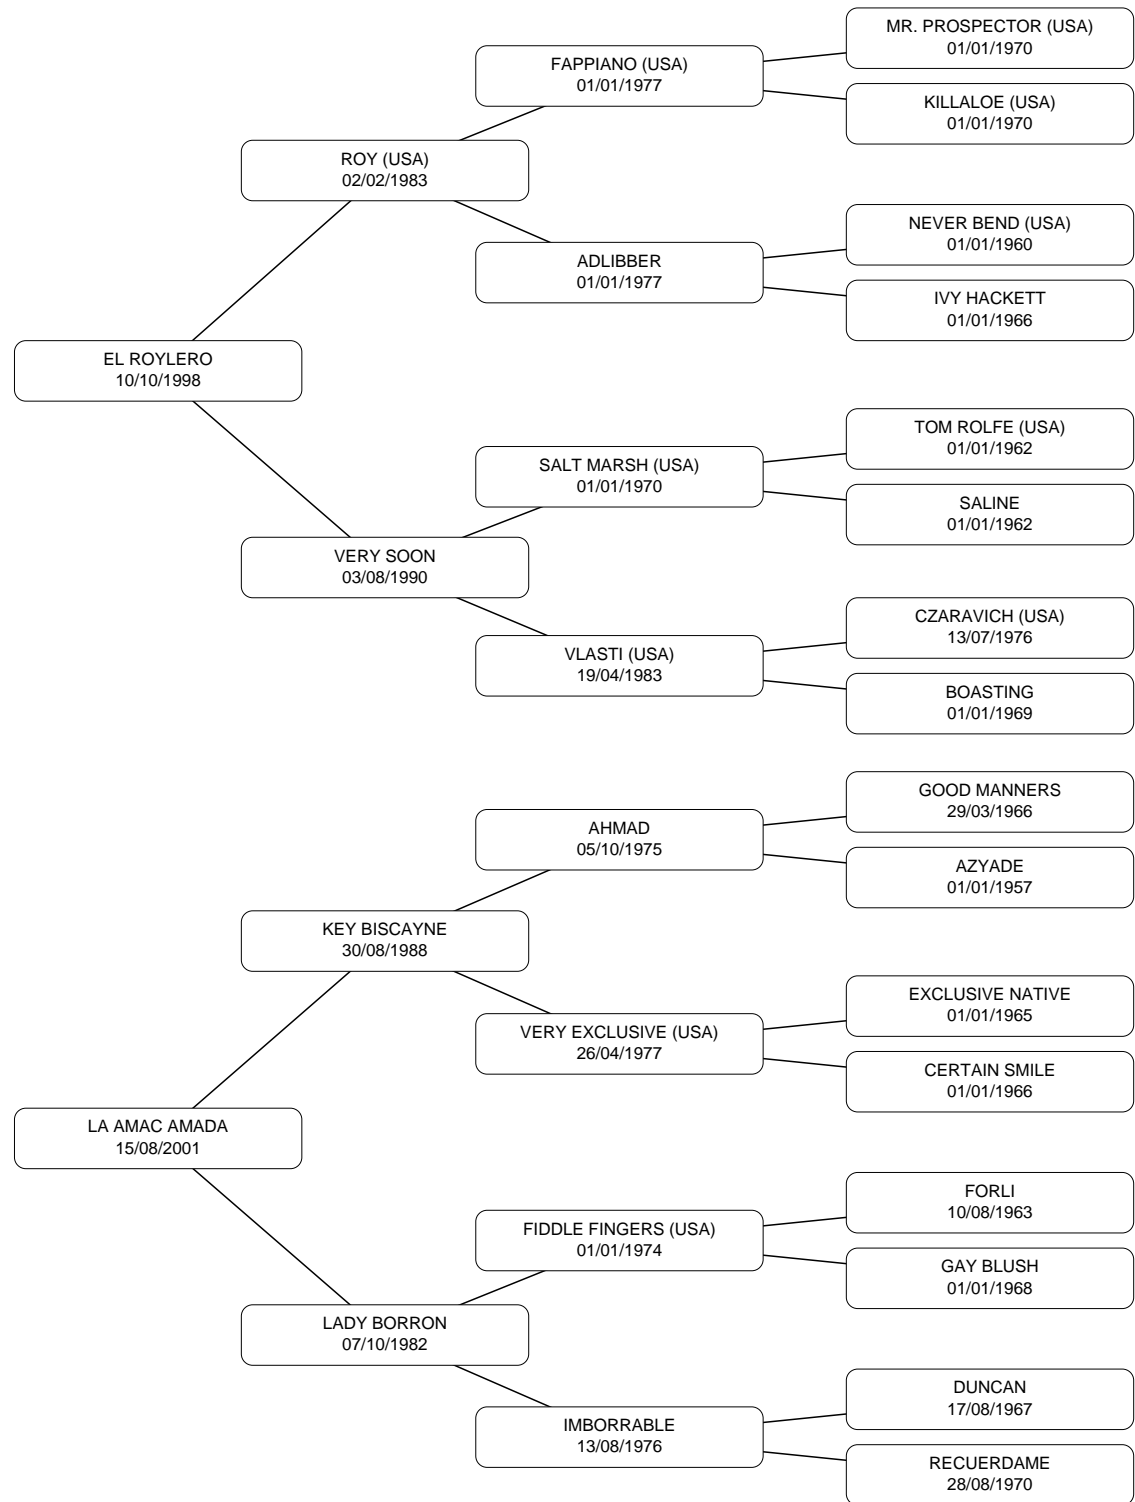 MR. PROSPECTOR (USA)
01/01/1970
FAPPIANO (USA)
01/01/1977
KILLALOE (USA)
01/01/1970
ROY (USA)
02/02/1983
NEVER BEND (USA)
01/01/1960
ADLIBBER
01/01/1977
IVY HACKETT
01/01/1966
EL ROYLERO
10/10/1998
TOM ROLFE (USA)
01/01/1962
SALT MARSH (USA)
01/01/1970
SALINE
01/01/1962
VERY SOON
03/08/1990
CZARAVICH (USA)
13/07/1976
VLASTI (USA)
19/04/1983
BOASTING
01/01/1969
GOOD MANNERS
29/03/1966
AHMAD
05/10/1975
AZYADE
01/01/1957
KEY BISCAYNE
30/08/1988
EXCLUSIVE NATIVE
01/01/1965
VERY EXCLUSIVE (USA)
26/04/1977
CERTAIN SMILE
01/01/1966
LA AMAC AMADA
15/08/2001
FORLI
10/08/1963
FIDDLE FINGERS (USA)
01/01/1974
GAY BLUSH
01/01/1968
LADY BORRON
07/10/1982
DUNCAN
17/08/1967
IMBORRABLE
13/08/1976
RECUERDAME
28/08/1970